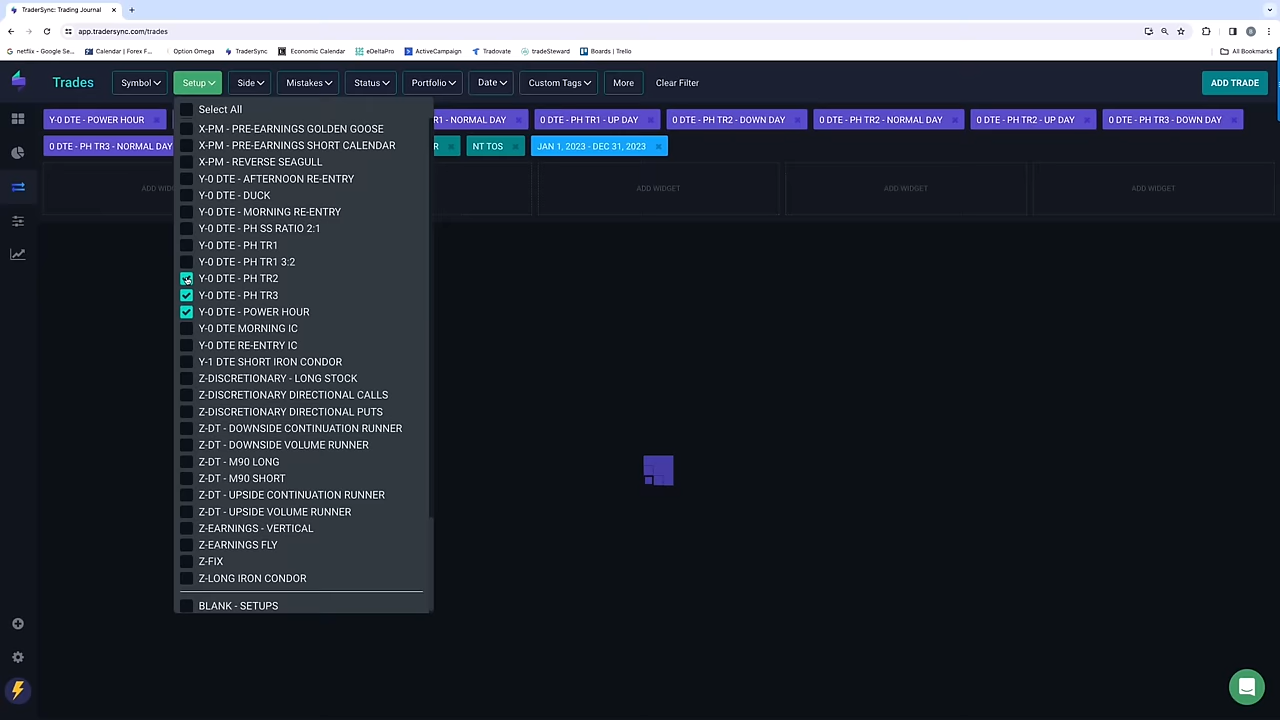 TraderSync: Trading Journal
app.tradersync.com/trades
netflix - Google Se...
Calendar | Forex F...
Option Omega
TraderSync
Economic Calendar
eDeltaPro
ActiveCampaign
Tradovate
tradeSteward
Boards | Trello
All Bookmarks
Trades
Symbol
Setup
Side
Mistakes
Status
Portfolio
Date
Custom Tags
More
Clear Filter
ADD TRADE
Y-0 DTE - POWER HOUR
TR1 - NORMAL DAY
0 DTE - PH TR1 - UP DAY
0 DTE - PH TR2 - DOWN DAY
0 DTE - PH TR2 - NORMAL DAY
0 DTE - PH TR2 - UP DAY
0 DTE - PH TR3 - DOWN DAY
0 DTE - PH TR3 - NORMAL DAY
R
NT TOS
JAN 1, 2023 - DEC 31, 2023
ADD WIDGET
ADD WIDGET
ADD WIDGET
Select All
X-PM - PRE-EARNINGS GOLDEN GOOSE
X-PM - PRE-EARNINGS SHORT CALENDAR
X-PM - REVERSE SEAGULL
Y-0 DTE - AFTERNOON RE-ENTRY
Y-0 DTE - DUCK
Y-0 DTE - MORNING RE-ENTRY
Y-0 DTE - PH SS RATIO 2:1
Y-0 DTE - PH TR1
Y-0 DTE - PH TR1 3:2
Y-0 DTE - PH TR2
Y-0 DTE - PH TR3
Y-0 DTE - POWER HOUR
Y-0 DTE MORNING IC
Y-0 DTE RE-ENTRY IC
Y-1 DTE SHORT IRON CONDOR
Z-DISCRETIONARY - LONG STOCK
Z-DISCRETIONARY DIRECTIONAL CALLS
Z-DISCRETIONARY DIRECTIONAL PUTS
Z-DT - DOWNSIDE CONTINUATION RUNNER
Z-DT - DOWNSIDE VOLUME RUNNER
Z-DT - M90 LONG
Z-DT - M90 SHORT
Z-DT - UPSIDE CONTINUATION RUNNER
Z-DT - UPSIDE VOLUME RUNNER
Z-EARNINGS - VERTICAL
Z-EARNINGS FLY
Z-FIX
Z-LONG IRON CONDOR
BLANK - SETUPS